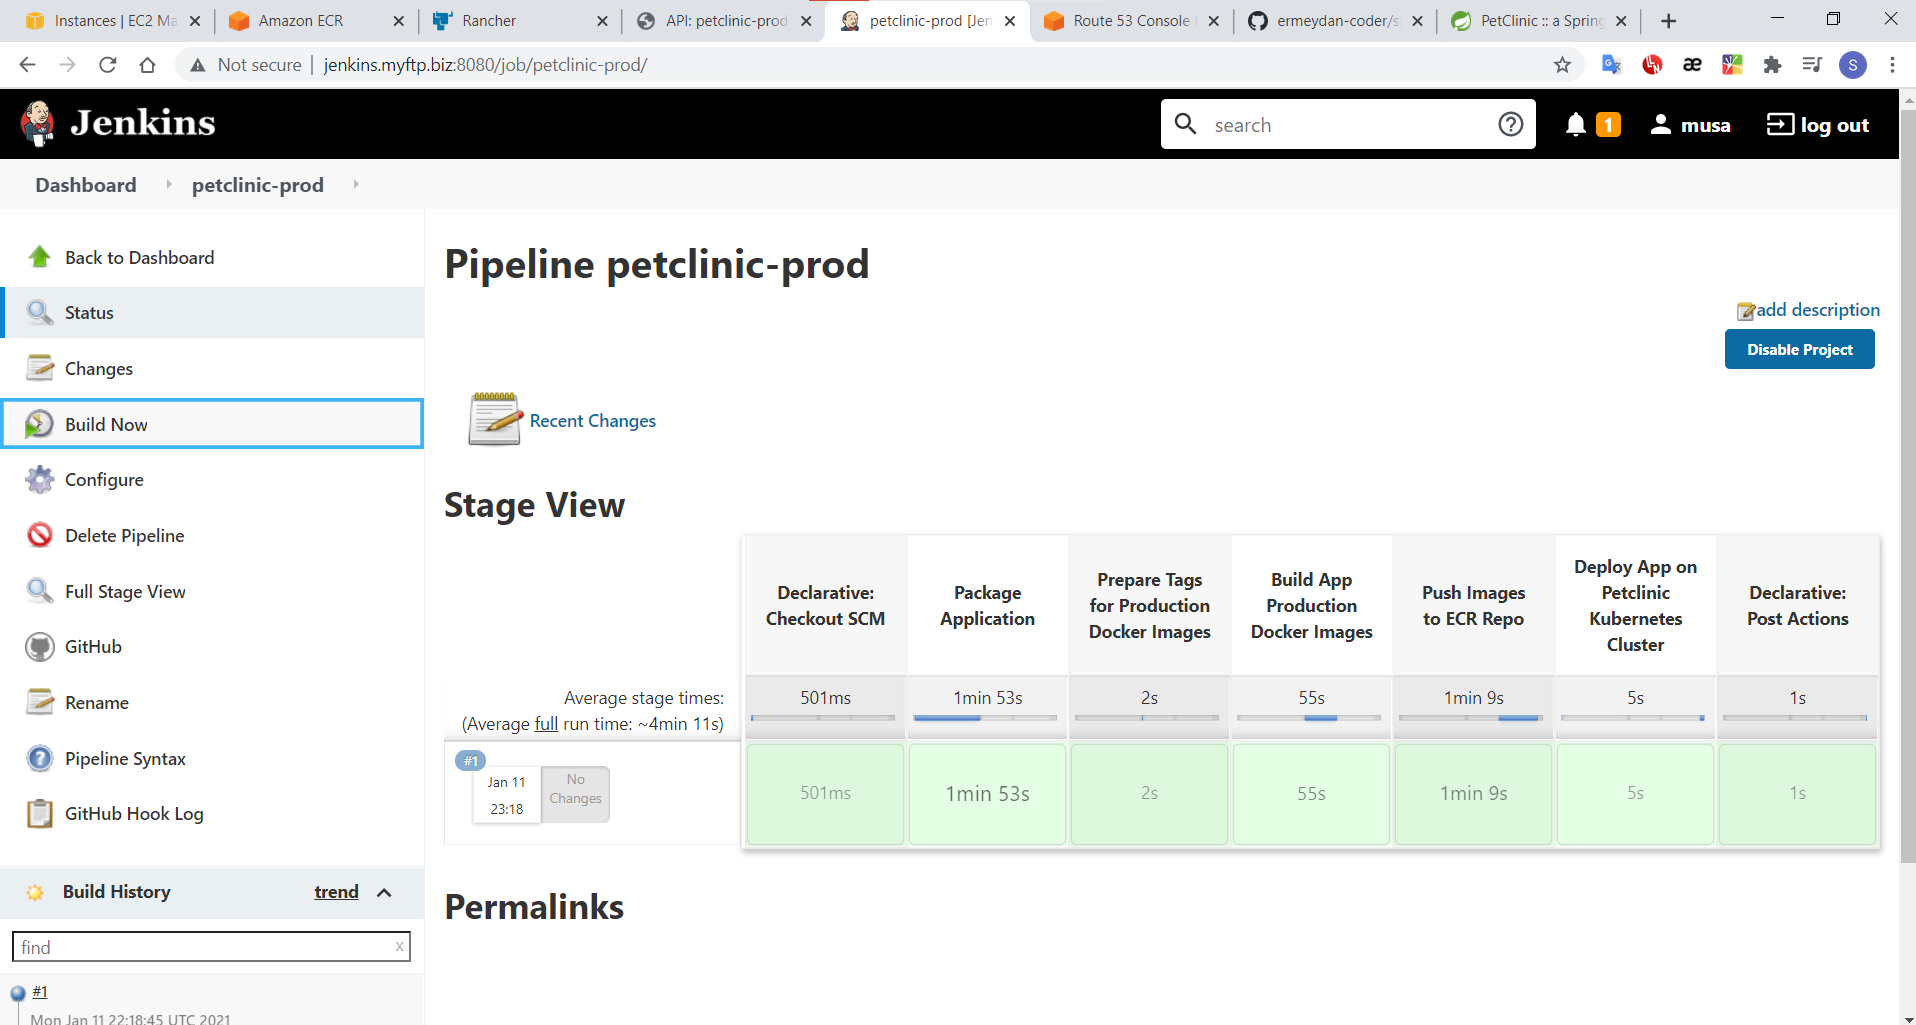 Instances | EC2 Ma
Amazon ECR
Rancher
API: petclinic-prod
petclinic-prod [Jen
Route 53 Console
ermeydan-coder/s
PetClinic :: a Spring
Not secure
jenkins.myftp.biz:8080/job/petclinic-prod/
S
Jenkins
search
1
musa
log out
Dashboard
petclinic-prod
Back to Dashboard
Status
Changes
Build Now
Configure
Delete Pipeline
Full Stage View
GitHub
Rename
Pipeline Syntax
GitHub Hook Log
Build History
trend
find
x
#1
Mon Jan 11 22:18:45 UTC 2021
Pipeline petclinic-prod
add description
Disable Project
Recent Changes
Stage View
Declarative:
Checkout SCM
Package
Application
Prepare Tags
for Production
Docker Images
Build App
Production
Docker Images
Push Images
to ECR Repo
Deploy App on
Petclinic
Kubernetes
Cluster
Declarative:
Post Actions
Average stage times:
(Average full run time: ~4min 11s)
501ms
1min 53s
2s
55s
1min 9s
5s
1s
#1
Jan 11
23:18
No
Changes
501ms
1min 53s
2s
55s
1min 9s
5s
1s
Permalinks